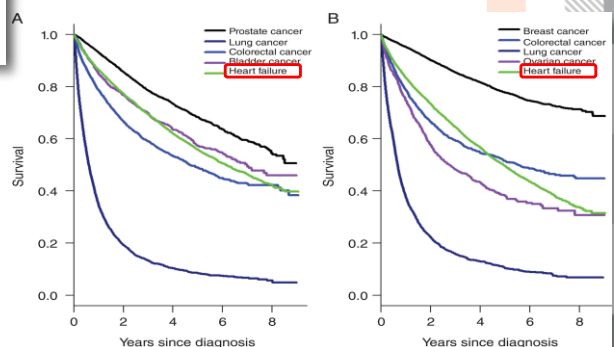 A
Prostate cancer
Lung cancer
Colorectal cancer
Bladder cancer
Heart failure
1.0
0.8
0.6
0.4
0.2
0.0
Survival
0 2 4 6 8
Years since diagnosis
B
Breast cancer
Colorectal cancer
Lung cancer
Ovarian cancer
Heart failure
1.0
0.8
0.6
0.4
0.2
0.0
Survival
0 2 4 6 8
Years since diagnosis